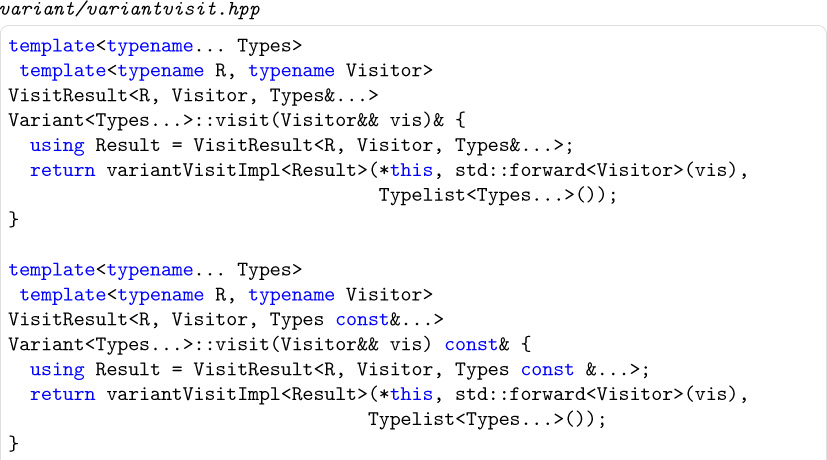 variant/variantvisit.hpp
template<typename... Types>
 template<typename R, typename Visitor>
VisitResult<R, Visitor, Types&...>
Variant<Types...>::visit(Visitor&& vis)& {
  using Result = VisitResult<R, Visitor, Types&...>;
  return variantVisitImpl<Result>(*this, std::forward<Visitor>(vis),
                                  Typelist<Types...>());
}

template<typename... Types>
 template<typename R, typename Visitor>
VisitResult<R, Visitor, Types const&...>
Variant<Types...>::visit(Visitor&& vis) const& {
  using Result = VisitResult<R, Visitor, Types const &...>;
  return variantVisitImpl<Result>(*this, std::forward<Visitor>(vis),
                                 Typelist<Types...>());
}